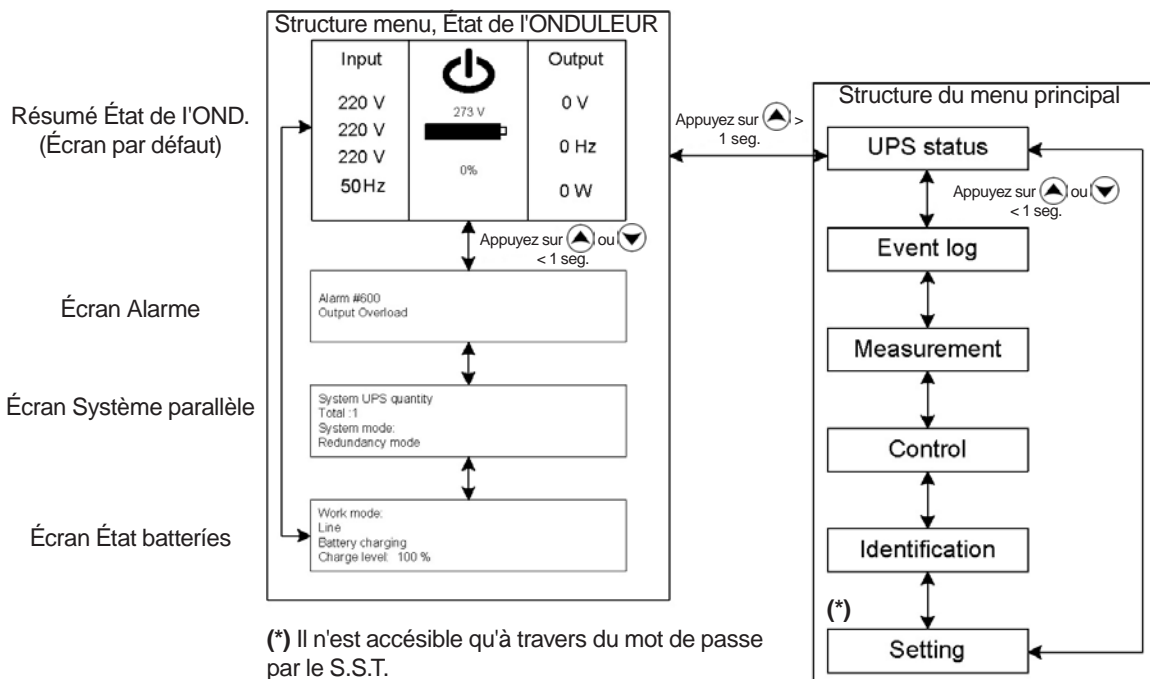 Structure menu, État de l'ONDULEUR
Résumé État de l'OND.
(Écran par défaut)
Input
220 V
220 V
220 V
50Hz
273 V
0%
Output
0 V
0 Hz
0 W
Appuyez sur ou
< 1 seg.
Écran Alarme
Alarm #600
Output Overload
Écran Système parallèle
System UPS quantity
Total :1
System mode:
Redundancy mode
Écran État batteríes
Work mode:
Line
Battery charging
Charge level: 100 %
(*) Il n'est accésible qu'à travers du mot de passe
par le S.S.T.
Appuyez sur >
1 seg.
Structure du menu principal
UPS status
Appuyez sur ou
< 1 seg.
Event log
Measurement
Control
Identification
(*)
Setting